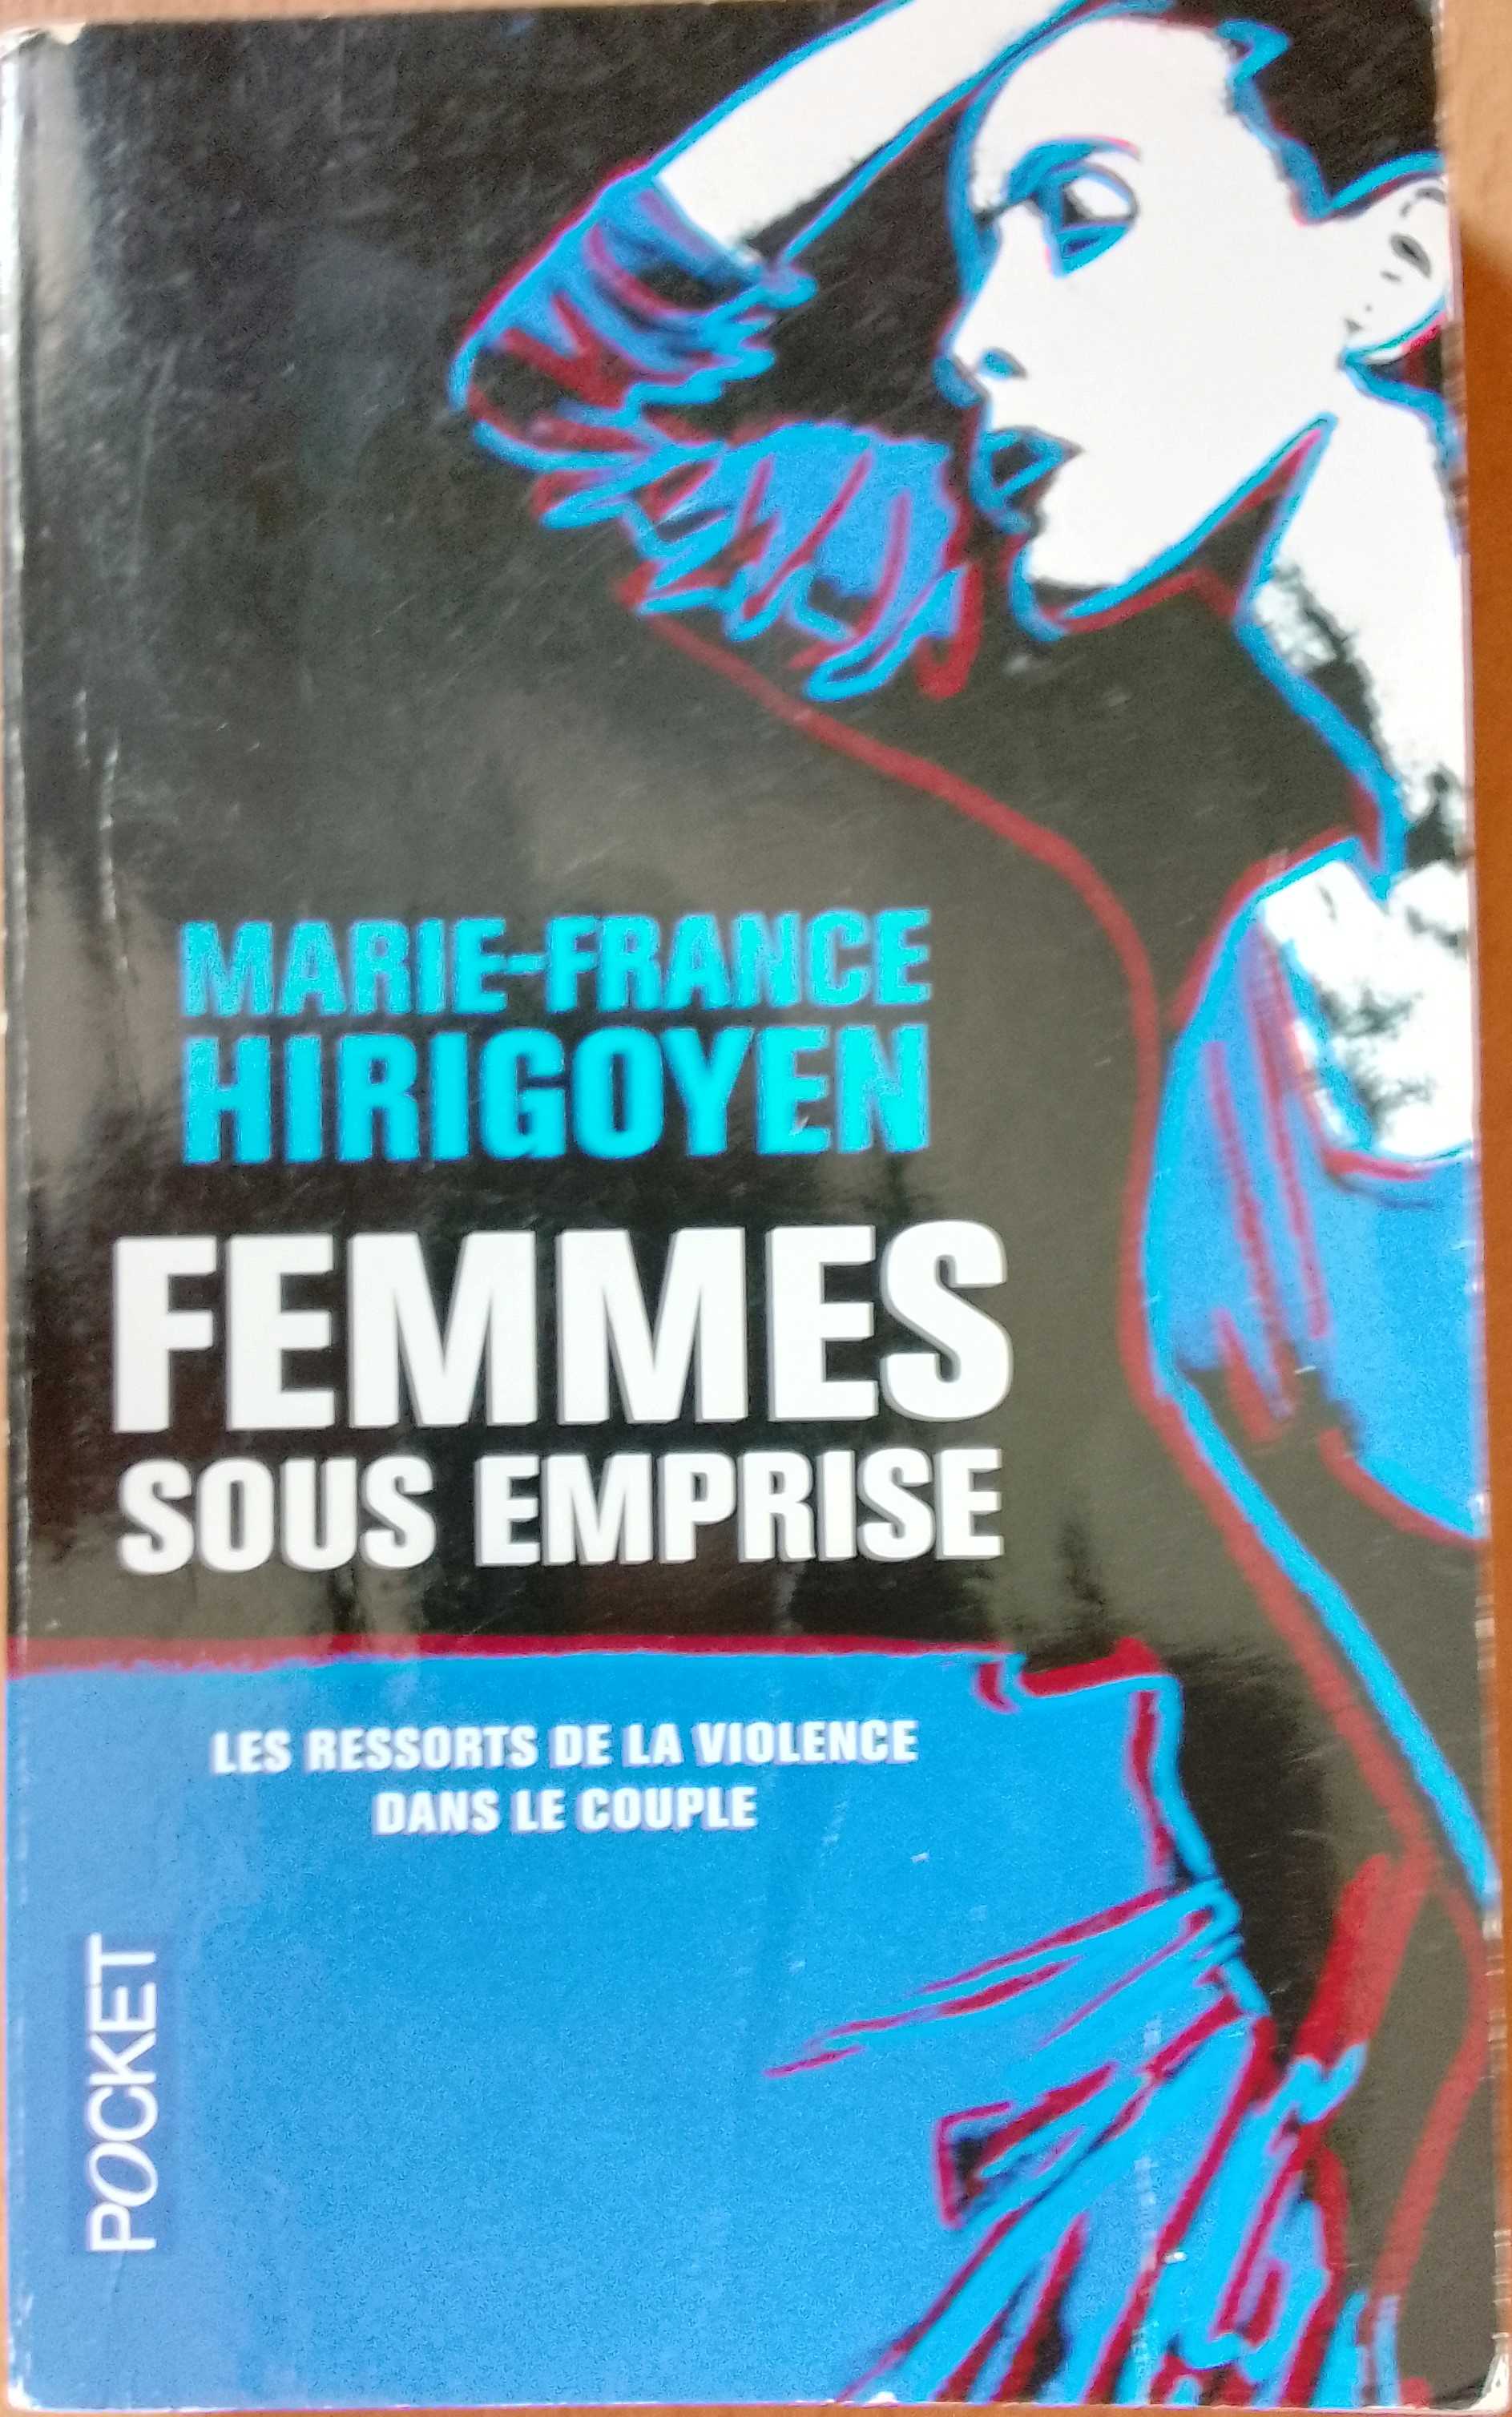 MARIE-FRANCE
HIRIGOYEN
FEMMES
SOUS EMPRISE
LES RESSORTS DE LA VIOLENCE
DANS LE COUPLE
POCKET